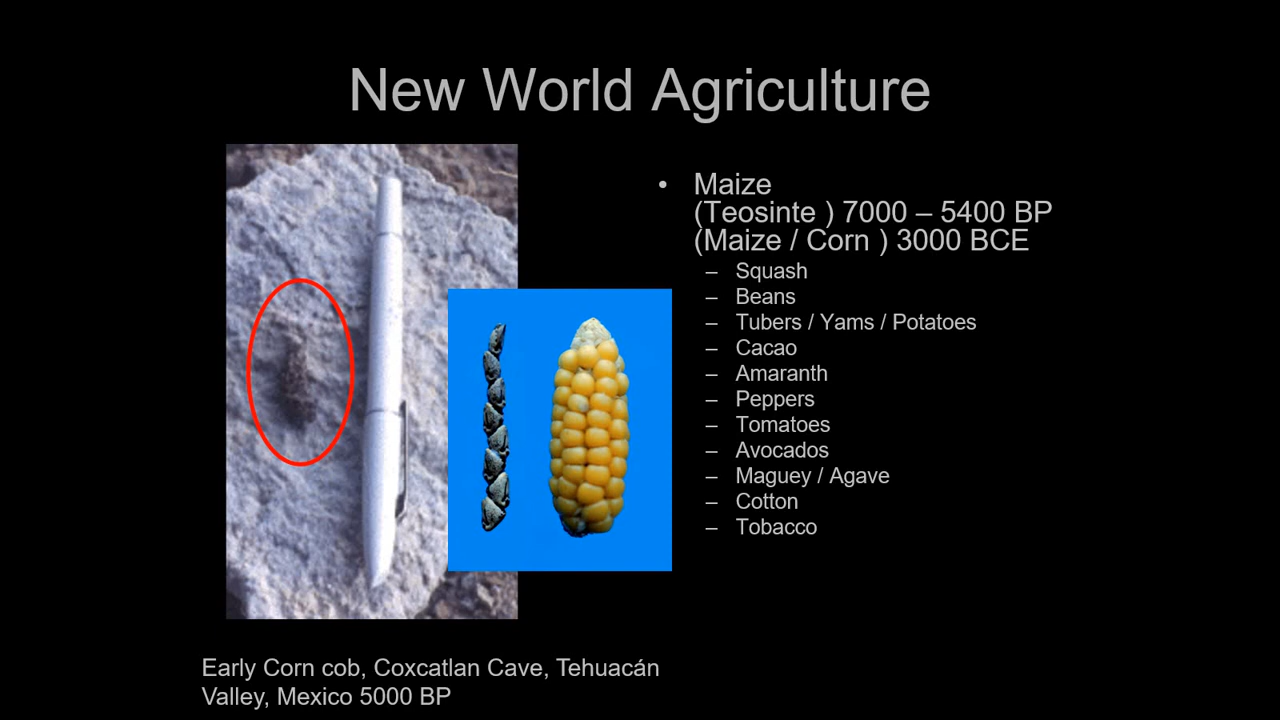 New World Agriculture
• Maize
(Teosinte ) 7000 – 5400 BP
(Maize / Corn ) 3000 BCE
– Squash
– Beans
– Tubers / Yams / Potatoes
– Cacao
– Amaranth
– Peppers
– Tomatoes
– Avocados
– Maguey / Agave
– Cotton
– Tobacco
Early Corn cob, Coxcatlan Cave, Tehuacán
Valley, Mexico 5000 BP